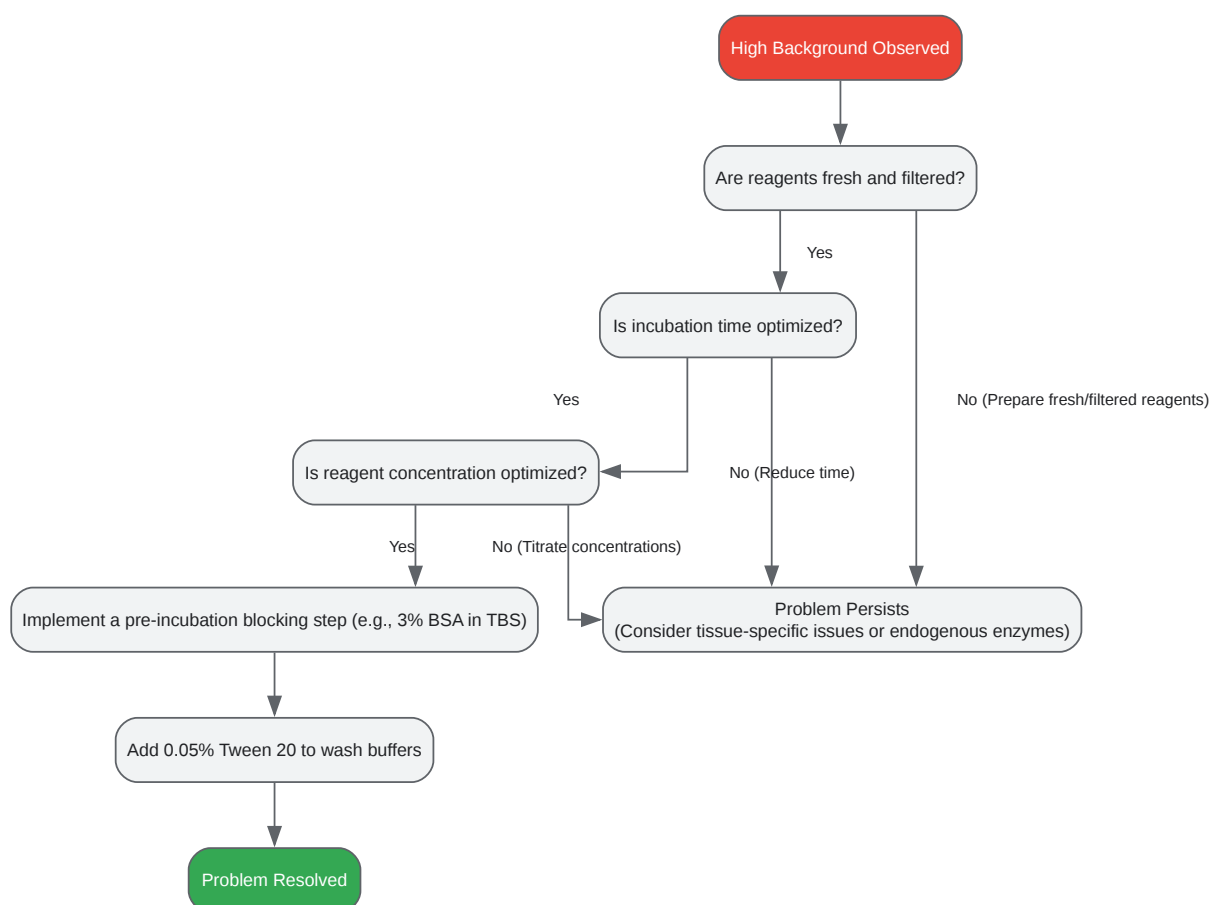 High Background Observed
Are reagents fresh and filtered?
Yes
Is incubation time optimized?
Yes
No (Prepare fresh/filtered reagents)
Is reagent concentration optimized?
No (Reduce time)
Yes
No (Titrate concentrations)
Implement a pre-incubation blocking step (e.g., 3% BSA in TBS)
Problem Persists
(Consider tissue-specific issues or endogenous enzymes)
Add 0.05% Tween 20 to wash buffers
Problem Resolved